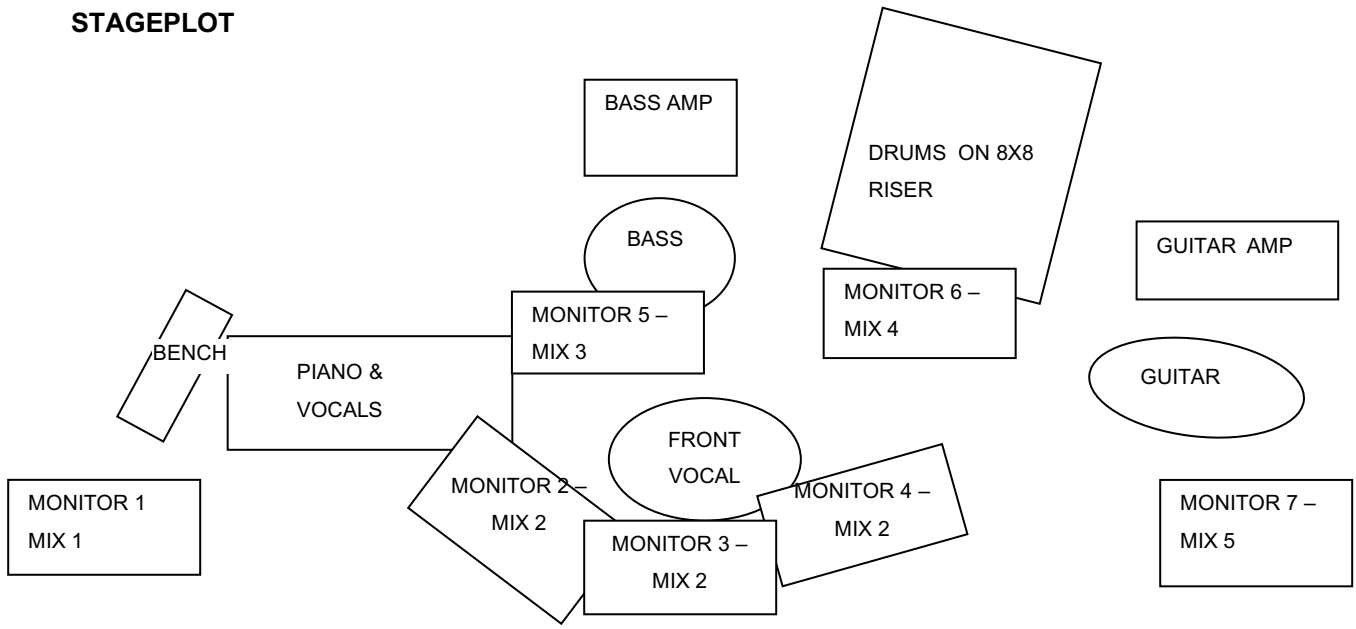 STAGEPLOT
BASS AMP
DRUMS ON 8X8
RISER
BASS
GUITAR AMP
MONITOR 5 –
MIX 3
MONITOR 6 –
MIX 4
BENCH
PIANO &
VOCALS
GUITAR
FRONT
VOCAL
MONITOR 1
MIX 1
MONITOR 2 –
MIX 2
MONITOR 3 –
MIX 2
MONITOR 4 –
MIX 2
MONITOR 7 –
MIX 5